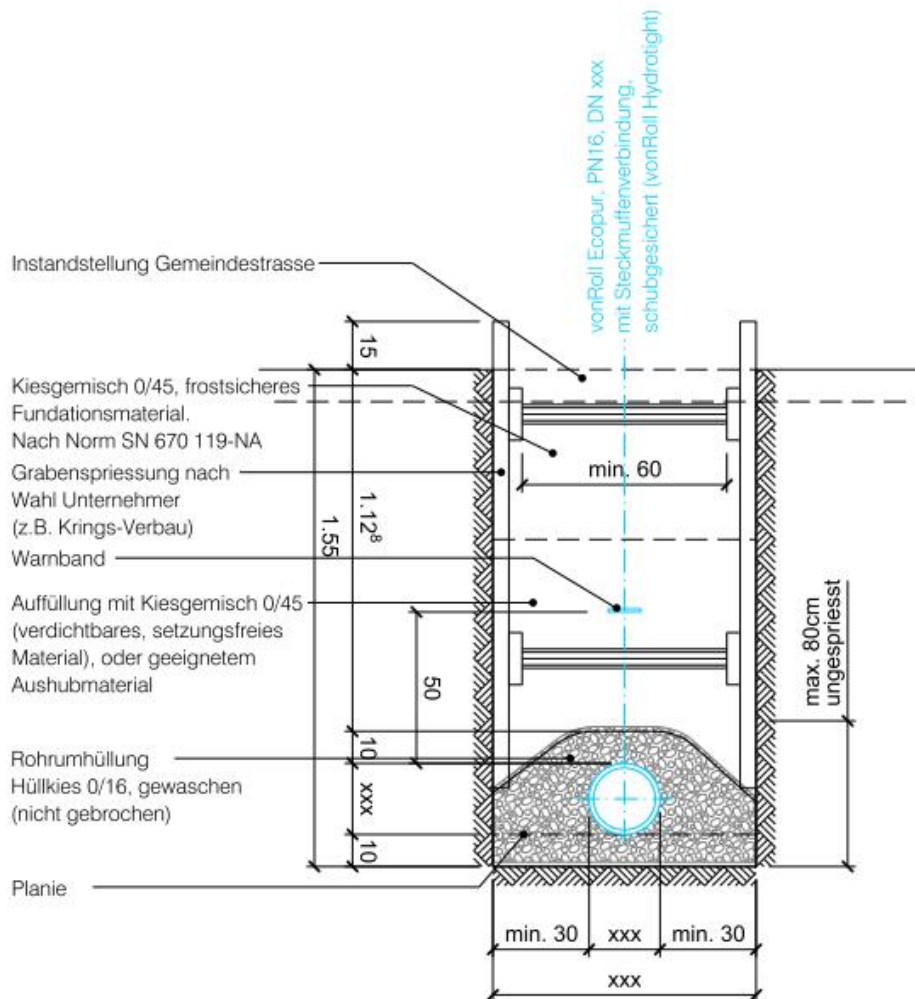 vonRoll Ecopur, PN16, DN xxx
mit Steckmuffenverbindung,
schubgesichert (vonRoll Hydrotight)
Instandstellung Gemeindestrasse
15
Kiesgemisch 0/45, frostsicheres
Fundationsmaterial.
Nach Norm SN 670 119-NA
Grabenspriessung nach
Wahl Unternehmer
(z.B. Krings-Verbau)
min. 60
1.12⁸
1.55
Warnband
Auffüllung mit Kiesgemisch 0/45
(verdichtbares, setzungsfreies
Material), oder geeignetem
Aushubmaterial
50
max. 80cm
ungespriesst
Rohrumhüllung
Hüllkies 0/16, gewaschen
(nicht gebrochen)
10
xxx
10
Planie
min. 30
xxx
min. 30
xxx